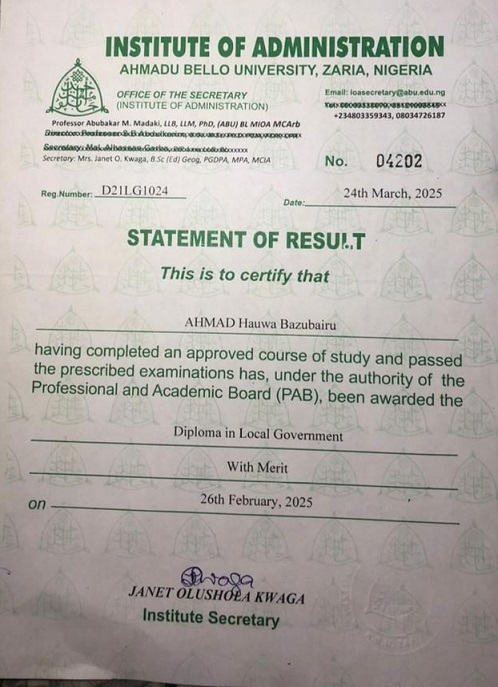 INSTITUTE OF ADMINISTRATION
AHMADU BELLO UNIVERSITY, ZARIA, NIGERIA
OFFICE OF THE SECRETARY
(INSTITUTE OF ADMINISTRATION)
Email: ioasecretary@abu.edu.ng
+234803359343, 08034726187
Professor Abubakar M. Madaki, LLB, LLM, PhD, (ABU) BL MIOA MCArb
Secretary: Mrs. Janet O. Kwaga, B.Sc (Ed) Geog, PGDPA, MPA, MCIA
No. 04202
Reg.Number: D21LG1024
Date: 24th March, 2025
STATEMENT OF RESULT
This is to certify that
AHMAD Hauwa Bazubairu
having completed an approved course of study and passed
the prescribed examinations has, under the authority of the
Professional and Academic Board (PAB), been awarded the
Diploma in Local Government
With Merit
on 26th February, 2025
JANET OLUSHOLA KWAGA
Institute Secretary